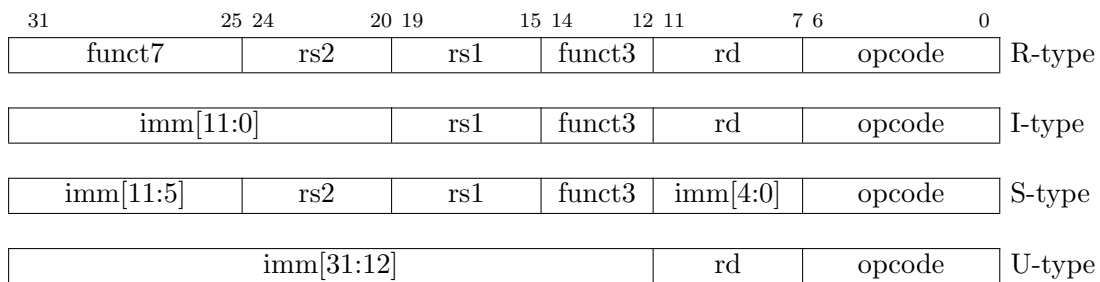 31 25 24 20 19 15 14 12 11 7 6 0
funct7 rs2 rs1 funct3 rd opcode R-type
imm[11:0] rs1 funct3 rd opcode I-type
imm[11:5] rs2 rs1 funct3 imm[4:0] opcode S-type
imm[31:12] rd opcode U-type